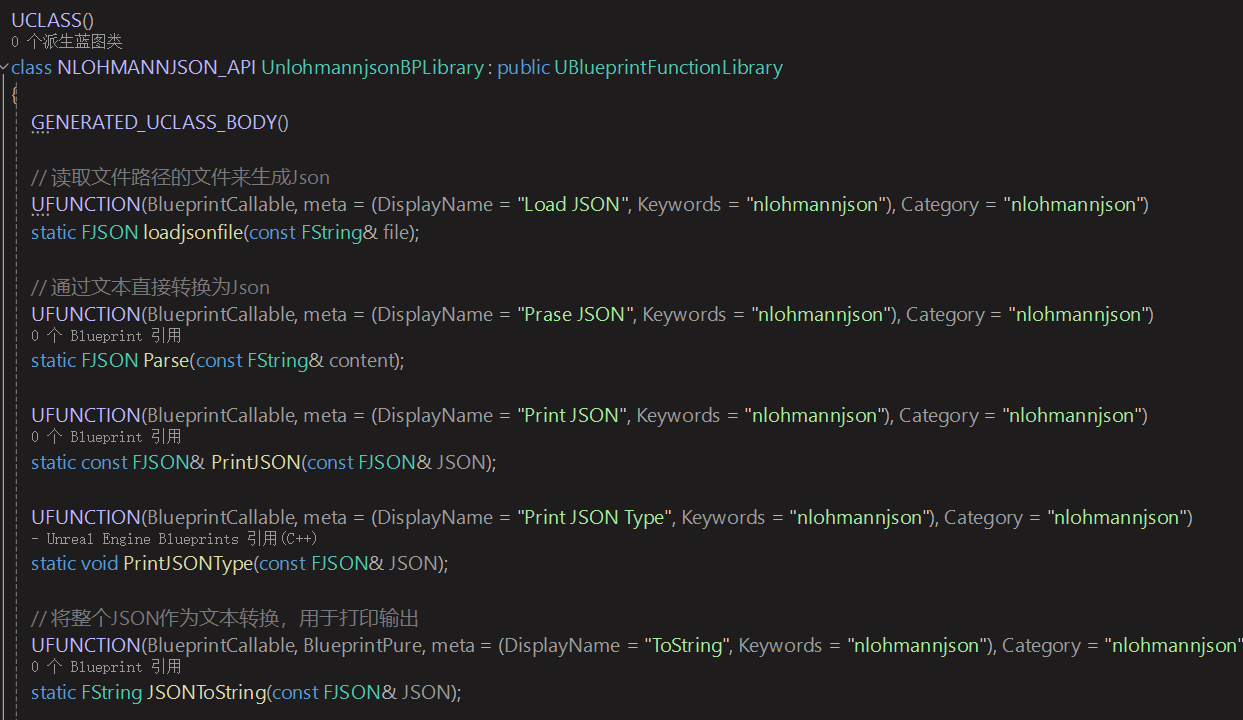 UCLASS()
0 个派生蓝图类
class NLOHMANNJSON_API UnlohmannjsonBPLibrary : public UBlueprintFunctionLibrary
{
GENERATED_UCLASS_BODY()
// 读取文件路径的文件来生成Json
UFUNCTION(BlueprintCallable, meta = (DisplayName = "Load JSON", Keywords = "nlohmannjson"), Category = "nlohmannjson")
static FJSON loadjsonfile(const FString& file);
// 通过文本直接转换为Json
UFUNCTION(BlueprintCallable, meta = (DisplayName = "Prase JSON", Keywords = "nlohmannjson"), Category = "nlohmannjson")
0 个 Blueprint 引用
static FJSON Parse(const FString& content);
UFUNCTION(BlueprintCallable, meta = (DisplayName = "Print JSON", Keywords = "nlohmannjson"), Category = "nlohmannjson")
0 个 Blueprint 引用
static const FJSON& PrintJSON(const FJSON& JSON);
UFUNCTION(BlueprintCallable, meta = (DisplayName = "Print JSON Type", Keywords = "nlohmannjson"), Category = "nlohmannjson")
- Unreal Engine Blueprints 引用(C++)
static void PrintJSONType(const FJSON& JSON);
// 将整个JSON作为文本转换，用于打印输出
UFUNCTION(BlueprintCallable, BlueprintPure, meta = (DisplayName = "ToString", Keywords = "nlohmannjson"), Category = "nlohmannjson"
0 个 Blueprint 引用
static FString JSONToString(const FJSON& JSON);